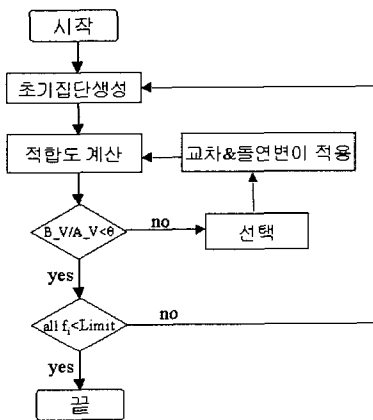 시작
초기집단생성
적합도 계산
교차&돌연변이 적용
B_V/A_V<θ
no
선택
yes
all fᵢ<Limit
no
yes
끝